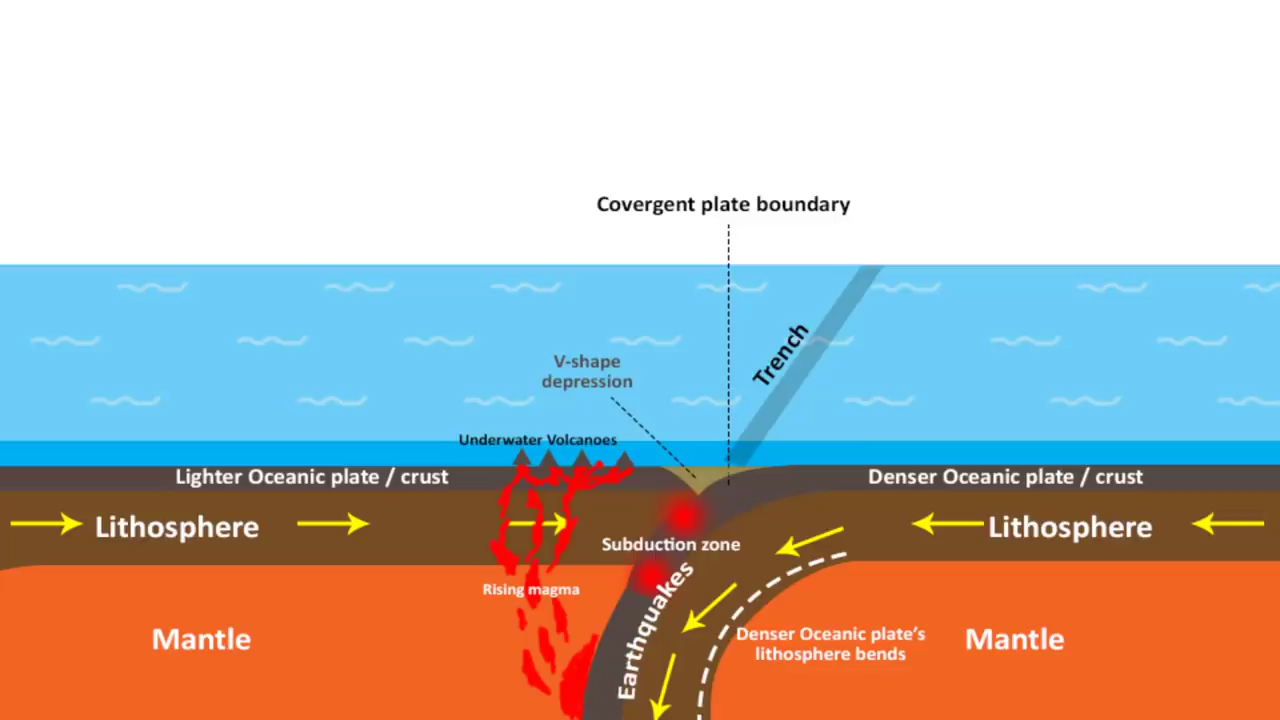 Covergent plate boundary
Trench
V-shape
depression
Underwater Volcanoes
Lighter Oceanic plate / crust
Denser Oceanic plate / crust
Lithosphere
Lithosphere
Subduction zone
Rising magma
Earthquakes
Mantle
Denser Oceanic plate’s
lithosphere bends
Mantle